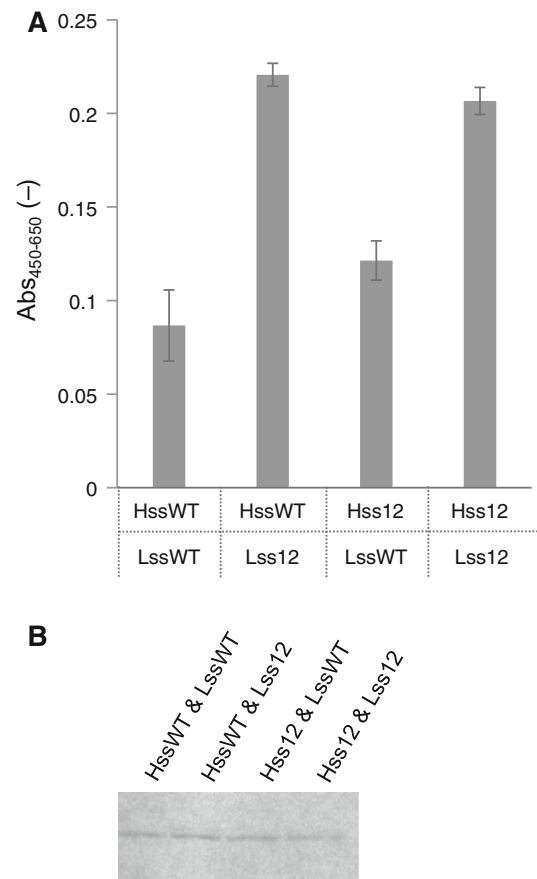 A
0.25
0.2
0.15
0.1
0.05
0
Abs450-650 (–)
HssWT HssWT Hss12 Hss12
LssWT Lss12 LssWT Lss12
B
HssWT & LssWT
HssWT & Lss12
Hss12 & LssWT
Hss12 & Lss12